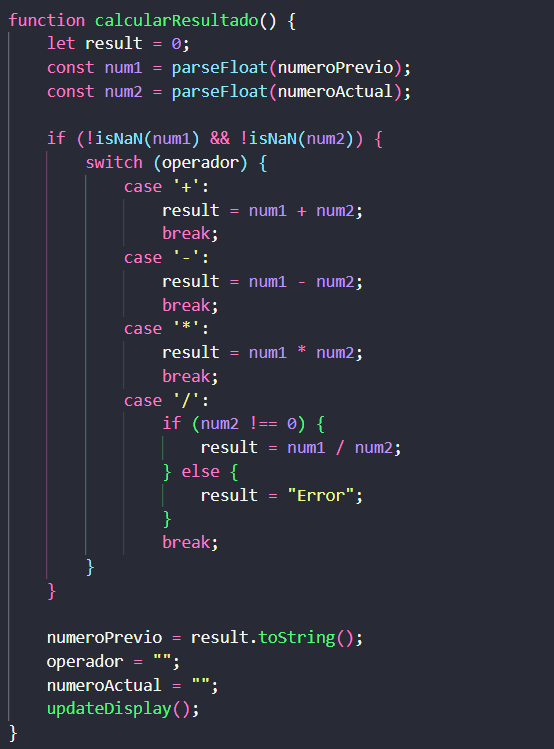 function calcularResultado() {
    let result = 0;
    const num1 = parseFloat(numeroPrevio);
    const num2 = parseFloat(numeroActual);

    if (!isNaN(num1) && !isNaN(num2)) {
        switch (operador) {
            case '+':
                result = num1 + num2;
                break;
            case '-':
                result = num1 - num2;
                break;
            case '*':
                result = num1 * num2;
                break;
            case '/':
                if (num2 !== 0) {
                    result = num1 / num2;
                } else {
                    result = "Error";
                }
                break;
        }
    }

    numeroPrevio = result.toString();
    operador = "";
    numeroActual = "";
    updateDisplay();
}